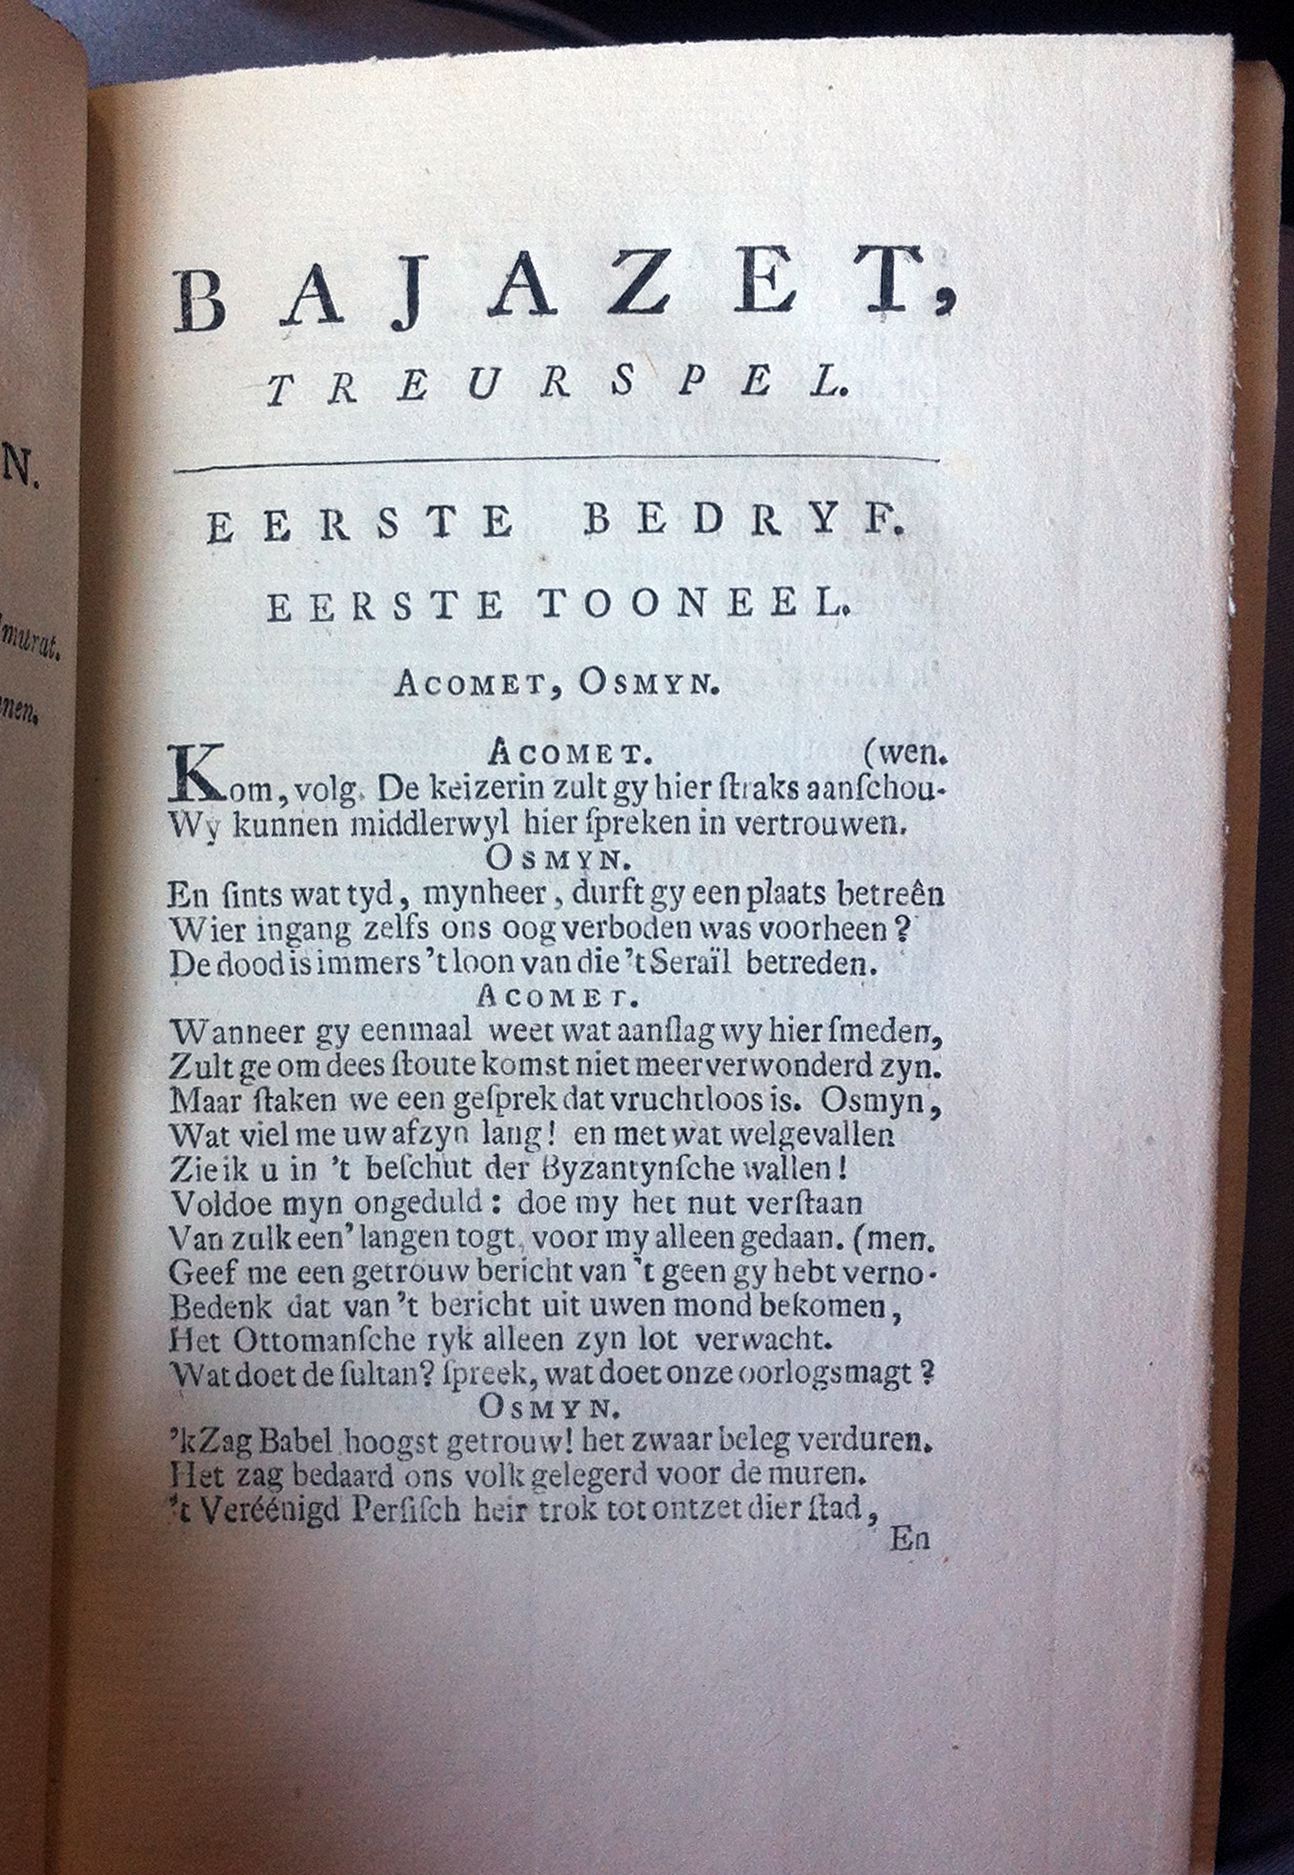 N.
murat.
nnen.
BAJAZET,
TREURSPEL.
EERSTE BEDRYF.
EERSTE TOONEEL.
ACOMET, OSMYN.
ACOMET. (wen.
Kom, volg. De keizerin zult gy hier ſtraks aanſchou-
Wy kunnen middlerwyl hier ſpreken in vertrouwen.
OSMYN.
En ſints wat tyd, mynheer, durft gy een plaats betreên
Wier ingang zelfs ons oog verboden was voorheen?
De dood is immers 't loon van die 't Seraïl betreden.
ACOMET.
Wanneer gy eenmaal weet wat aanſlag wy hier ſmeden,
Zult ge om dees ſtoute komst niet meer verwonderd zyn.
Maar ſtaken we een geſprek dat vruchtloos is. Osmyn,
Wat viel me uw afzyn lang! en met wat welgevallen
Zie ik u in 't beſchut der Byzantynſche wallen!
Voldoe myn ongeduld: doe my het nut verſtaan
Van zulk een' langen togt, voor my alleen gedaan. (men.
Geef me een getrouw bericht van 't geen gy hebt verno-
Bedenk dat van 't bericht uit uwen mond bekomen,
Het Ottomanſche ryk alleen zyn lot verwacht.
Wat doet de ſultan? ſpreek, wat doet onze oorlogsmagt?
OSMYN.
'k Zag Babel hoogst getrouw! het zwaar beleg verduren.
Het zag bedaard ons volk gelegerd voor de muren.
't Veréénigd Perſiſch heir trok tot ontzet dier ſtad,
En